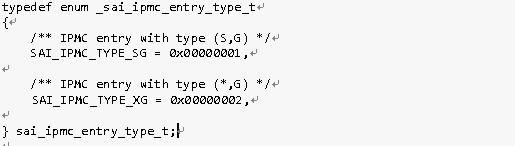 typedef enum _sai_ipmc_entry_type_t
{
/** IPMC entry with type (S,G) */
SAI_IPMC_TYPE_SG = 0x00000001,
/** IPMC entry with type (*,G) */
SAI_IPMC_TYPE_XG = 0x00000002,
} sai_ipmc_entry_type_t;